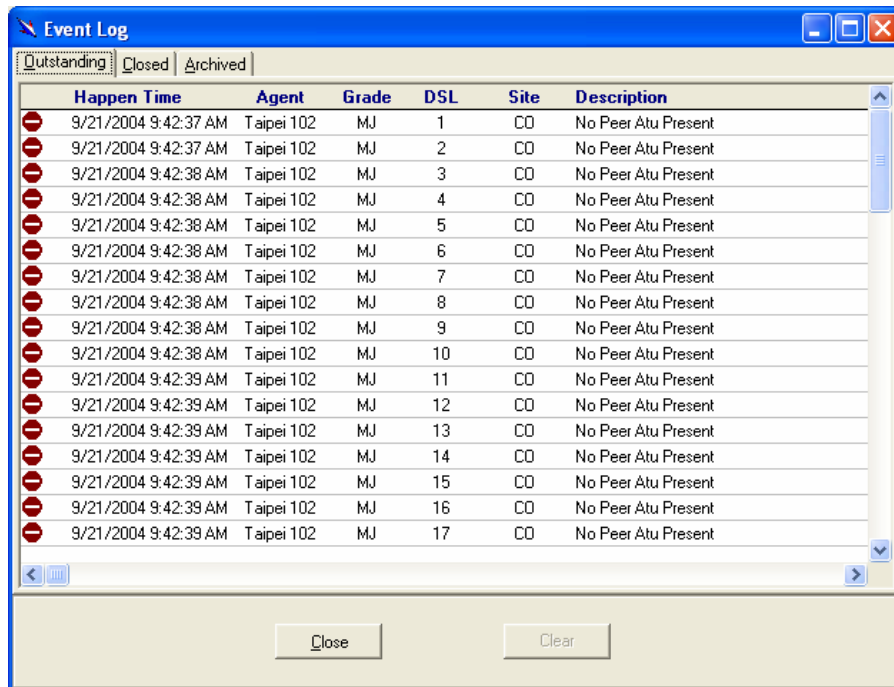 Event Log
Outstanding Closed Archived
Happen Time Agent Grade DSL Site Description
9/21/2004 9:42:37 AM Taipei 102 MJ 1 CO No Peer Atu Present
9/21/2004 9:42:37 AM Taipei 102 MJ 2 CO No Peer Atu Present
9/21/2004 9:42:38 AM Taipei 102 MJ 3 CO No Peer Atu Present
9/21/2004 9:42:38 AM Taipei 102 MJ 4 CO No Peer Atu Present
9/21/2004 9:42:38 AM Taipei 102 MJ 5 CO No Peer Atu Present
9/21/2004 9:42:38 AM Taipei 102 MJ 6 CO No Peer Atu Present
9/21/2004 9:42:38 AM Taipei 102 MJ 7 CO No Peer Atu Present
9/21/2004 9:42:38 AM Taipei 102 MJ 8 CO No Peer Atu Present
9/21/2004 9:42:38 AM Taipei 102 MJ 9 CO No Peer Atu Present
9/21/2004 9:42:38 AM Taipei 102 MJ 10 CO No Peer Atu Present
9/21/2004 9:42:39 AM Taipei 102 MJ 11 CO No Peer Atu Present
9/21/2004 9:42:39 AM Taipei 102 MJ 12 CO No Peer Atu Present
9/21/2004 9:42:39 AM Taipei 102 MJ 13 CO No Peer Atu Present
9/21/2004 9:42:39 AM Taipei 102 MJ 14 CO No Peer Atu Present
9/21/2004 9:42:39 AM Taipei 102 MJ 15 CO No Peer Atu Present
9/21/2004 9:42:39 AM Taipei 102 MJ 16 CO No Peer Atu Present
9/21/2004 9:42:39 AM Taipei 102 MJ 17 CO No Peer Atu Present
Close Clear